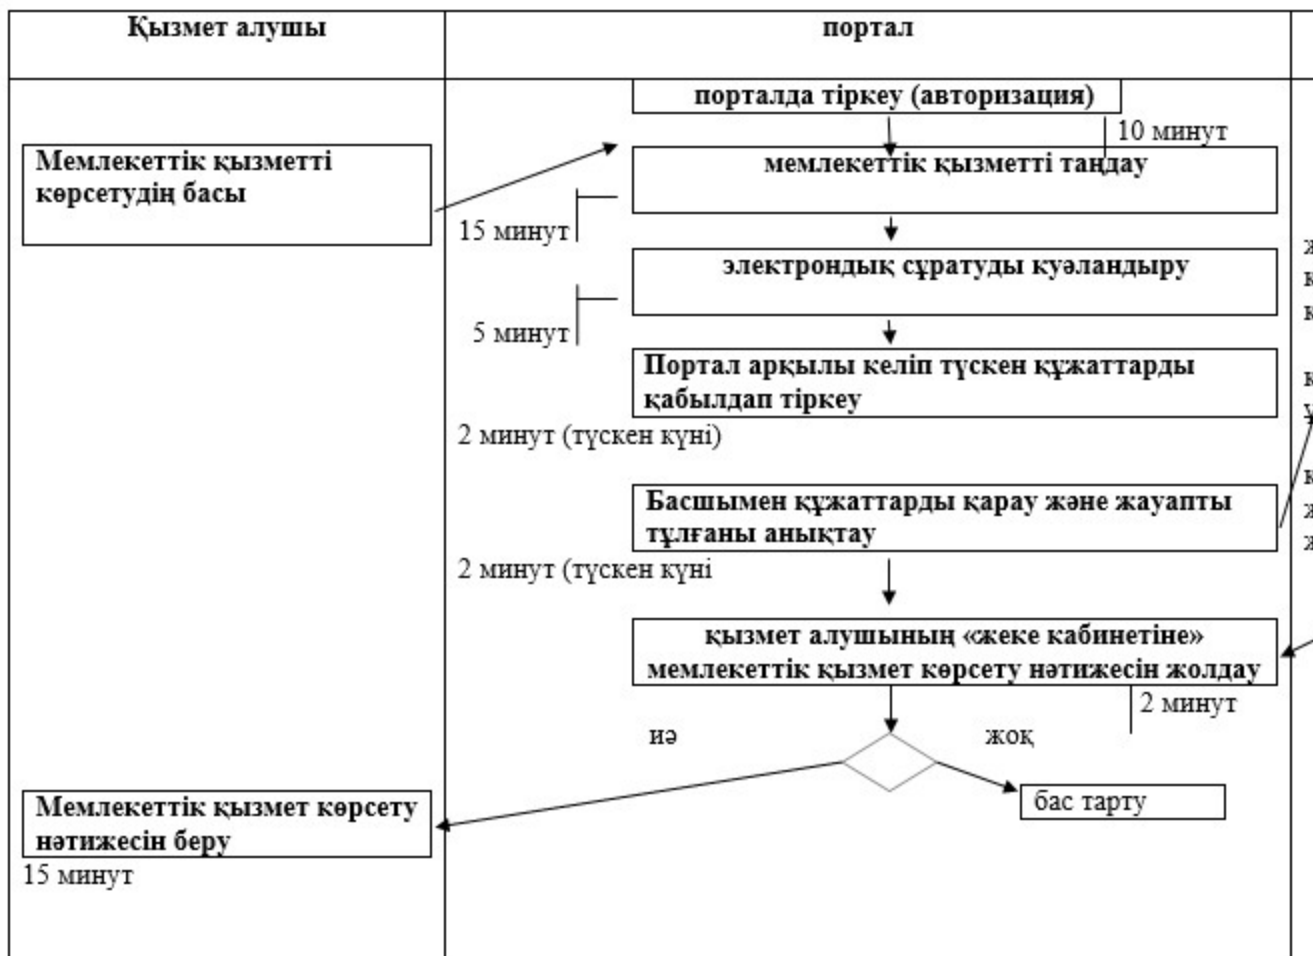 Қызмет алушы
портал
порталда тіркеу (авторизация)
10 минут
Мемлекеттік қызметті
көрсетудің басы
мемлекеттік қызметті таңдау
15 минут
электрондық сұратуды куәландыру
5 минут
Портал арқылы келіп түскен құжаттарды
қабылдап тіркеу
2 минут (түскен күні)
Басшымен құжаттарды қарау және жауапты
тұлғаны анықтау
2 минут (түскен күні
қызмет алушының «жеке кабинетіне»
мемлекеттік қызмет көрсету нәтижесін жолдау
2 минут
иә
жоқ
бас тарту
Мемлекеттік қызмет көрсету
нәтижесін беру
15 минут